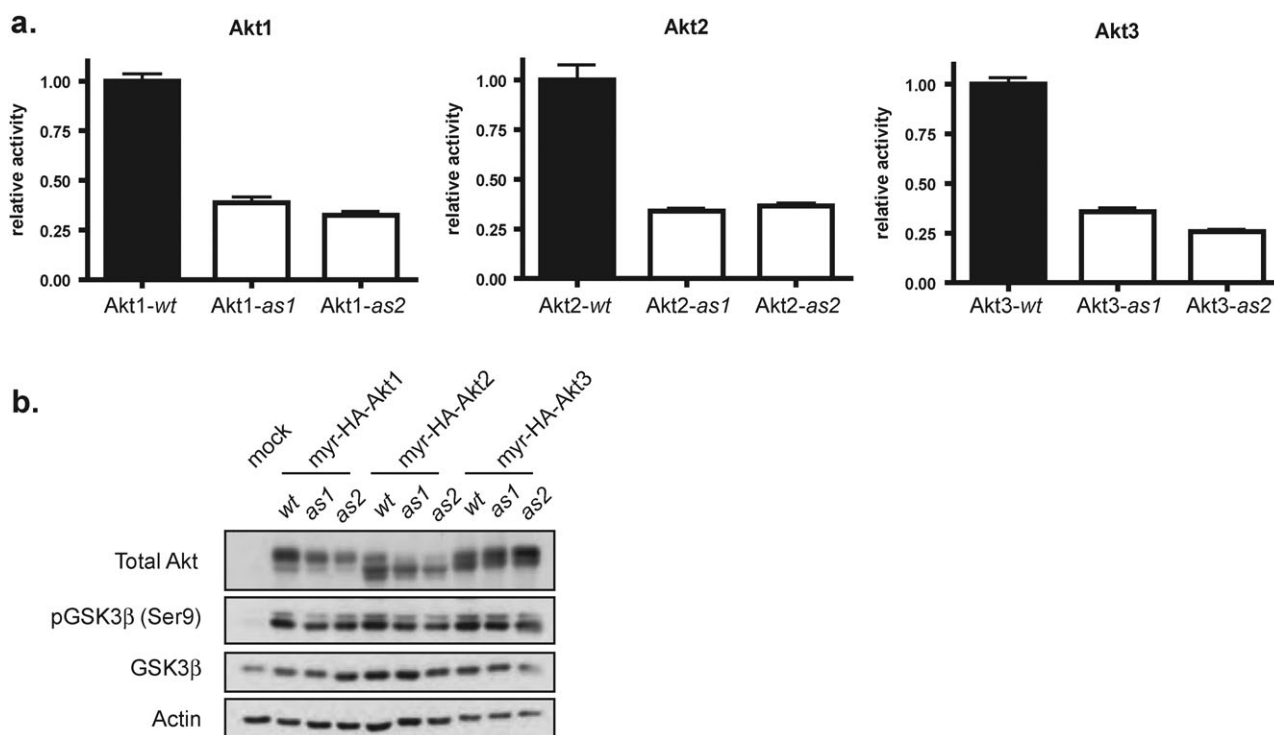 a.
Akt1
relative activity
1.00
0.75
0.50
0.25
0.00
Akt1-wt Akt1-as1 Akt1-as2
Akt2
relative activity
1.00
0.75
0.50
0.25
0.00
Akt2-wt Akt2-as1 Akt2-as2
Akt3
relative activity
1.00
0.75
0.50
0.25
0.00
Akt3-wt Akt3-as1 Akt3-as2
b.
mock myr-HA-Akt1 myr-HA-Akt2 myr-HA-Akt3
wt as1 as2 wt as1 as2 wt as1 as2
Total Akt
pGSK3β (Ser9)
GSK3β
Actin